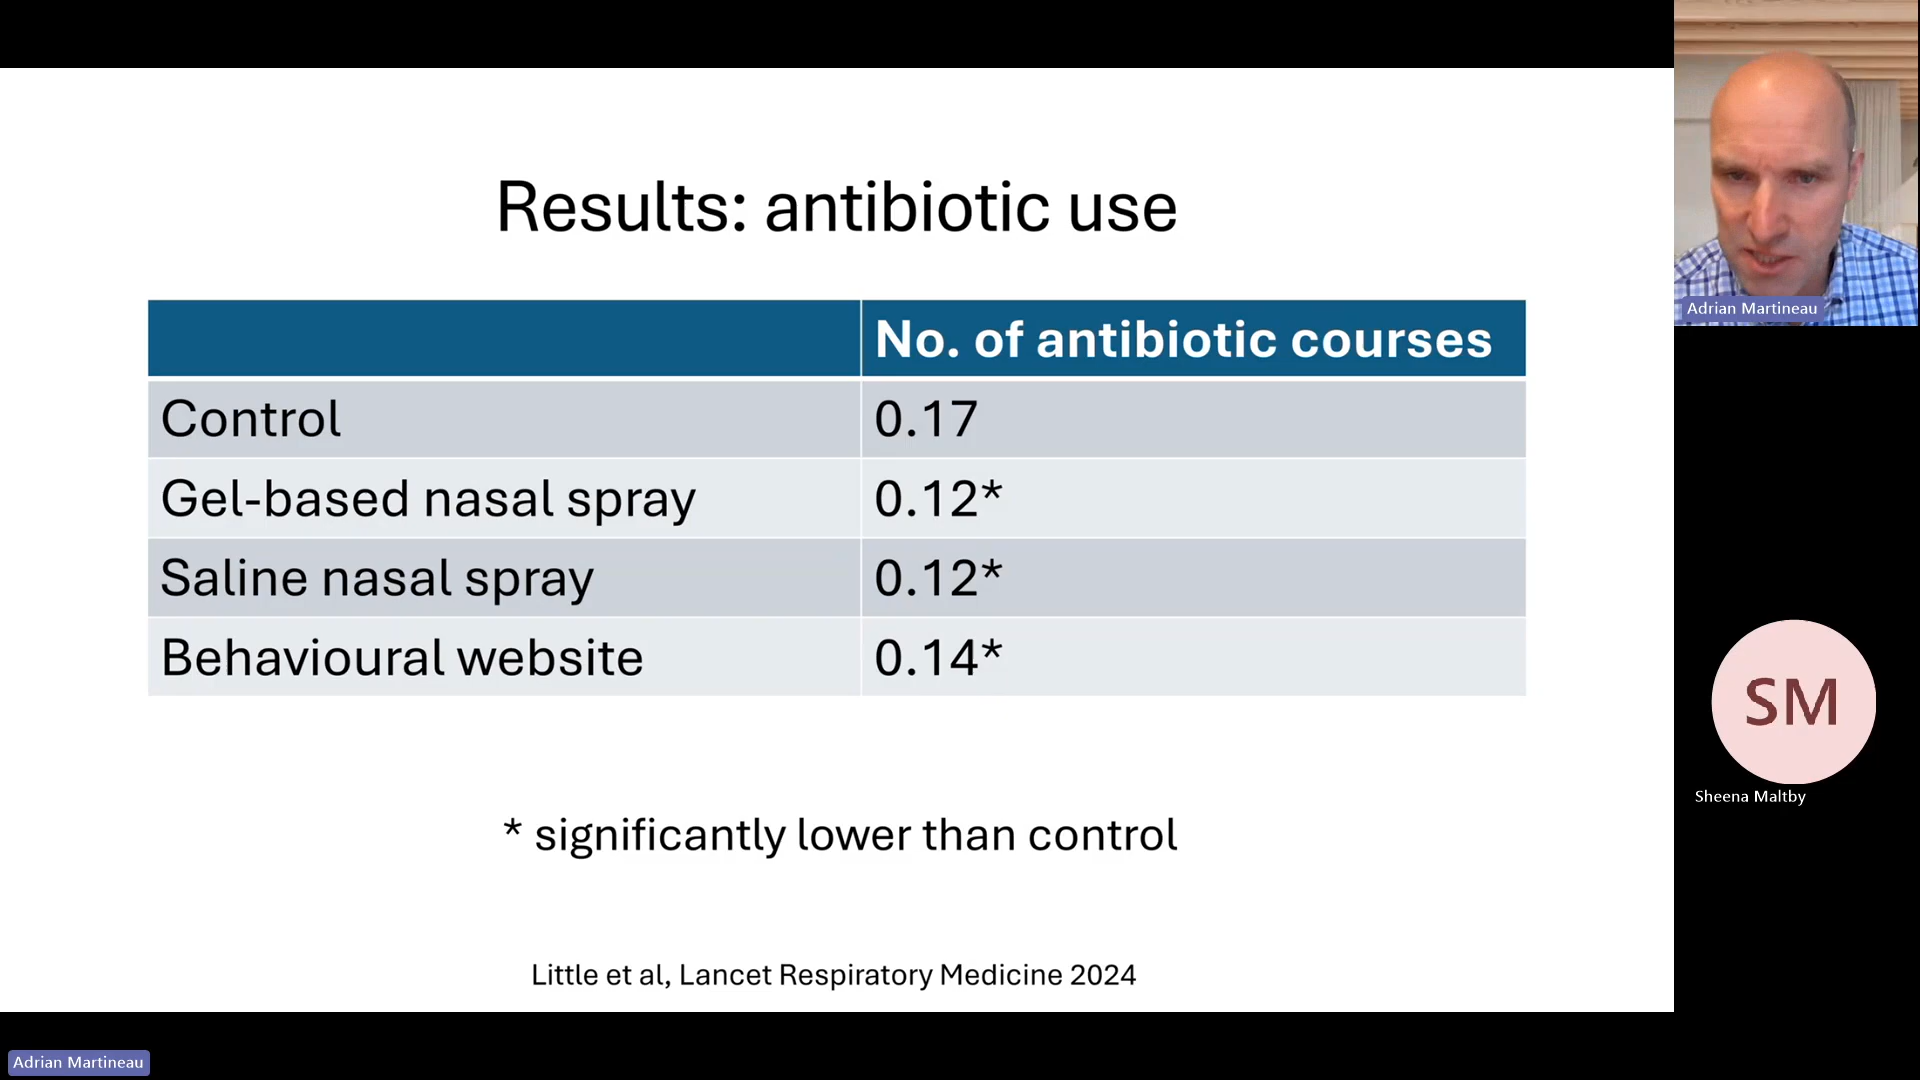 Results: antibiotic use
No. of antibiotic courses
Control 0.17
Gel-based nasal spray 0.12*
Saline nasal spray 0.12*
Behavioural website 0.14*
* significantly lower than control
Little et al, Lancet Respiratory Medicine 2024
Adrian Martineau
SM
Sheena Maltby
Adrian Martineau